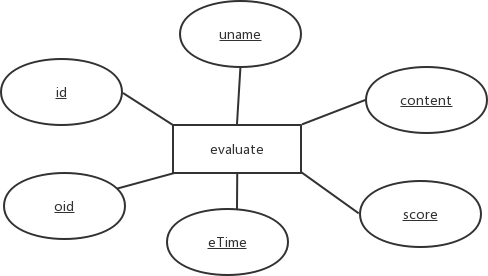 uname
id
content
evaluate
oid
score
eTime